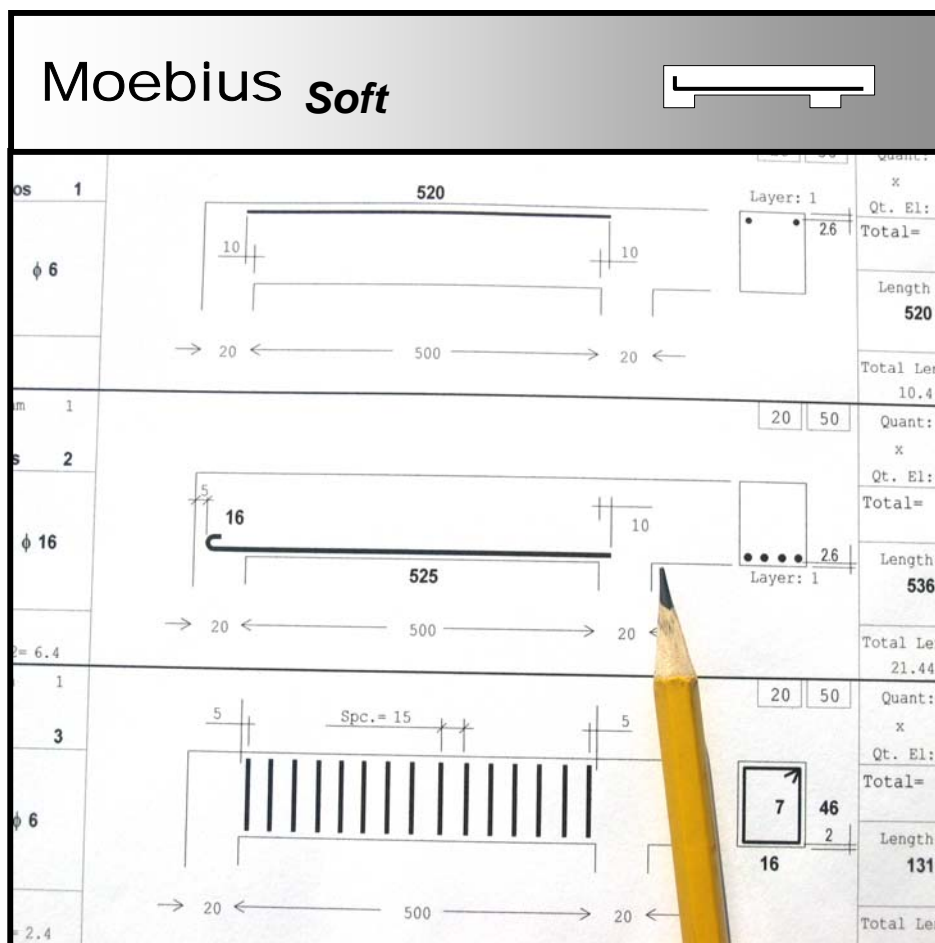 Moebius Soft
os 1
520
Layer: 1
x
Qt. El:
10
10
2.6
Total=
ϕ 6
Length
520
20
500
20
Total Le
10.4
1
20
50
Quant:
s 2
x
Qt. El:
5
16
10
Total=
ϕ 16
2.6
Length
525
Layer: 1
536
20
500
20
2= 6.4
Total Le
21.44
1
20
50
Quant:
5
Spc.= 15
5
x
3
Qt. El:
Total=
ϕ 6
7
46
2
Length
16
131
20
500
20
= 2.4
Total Le